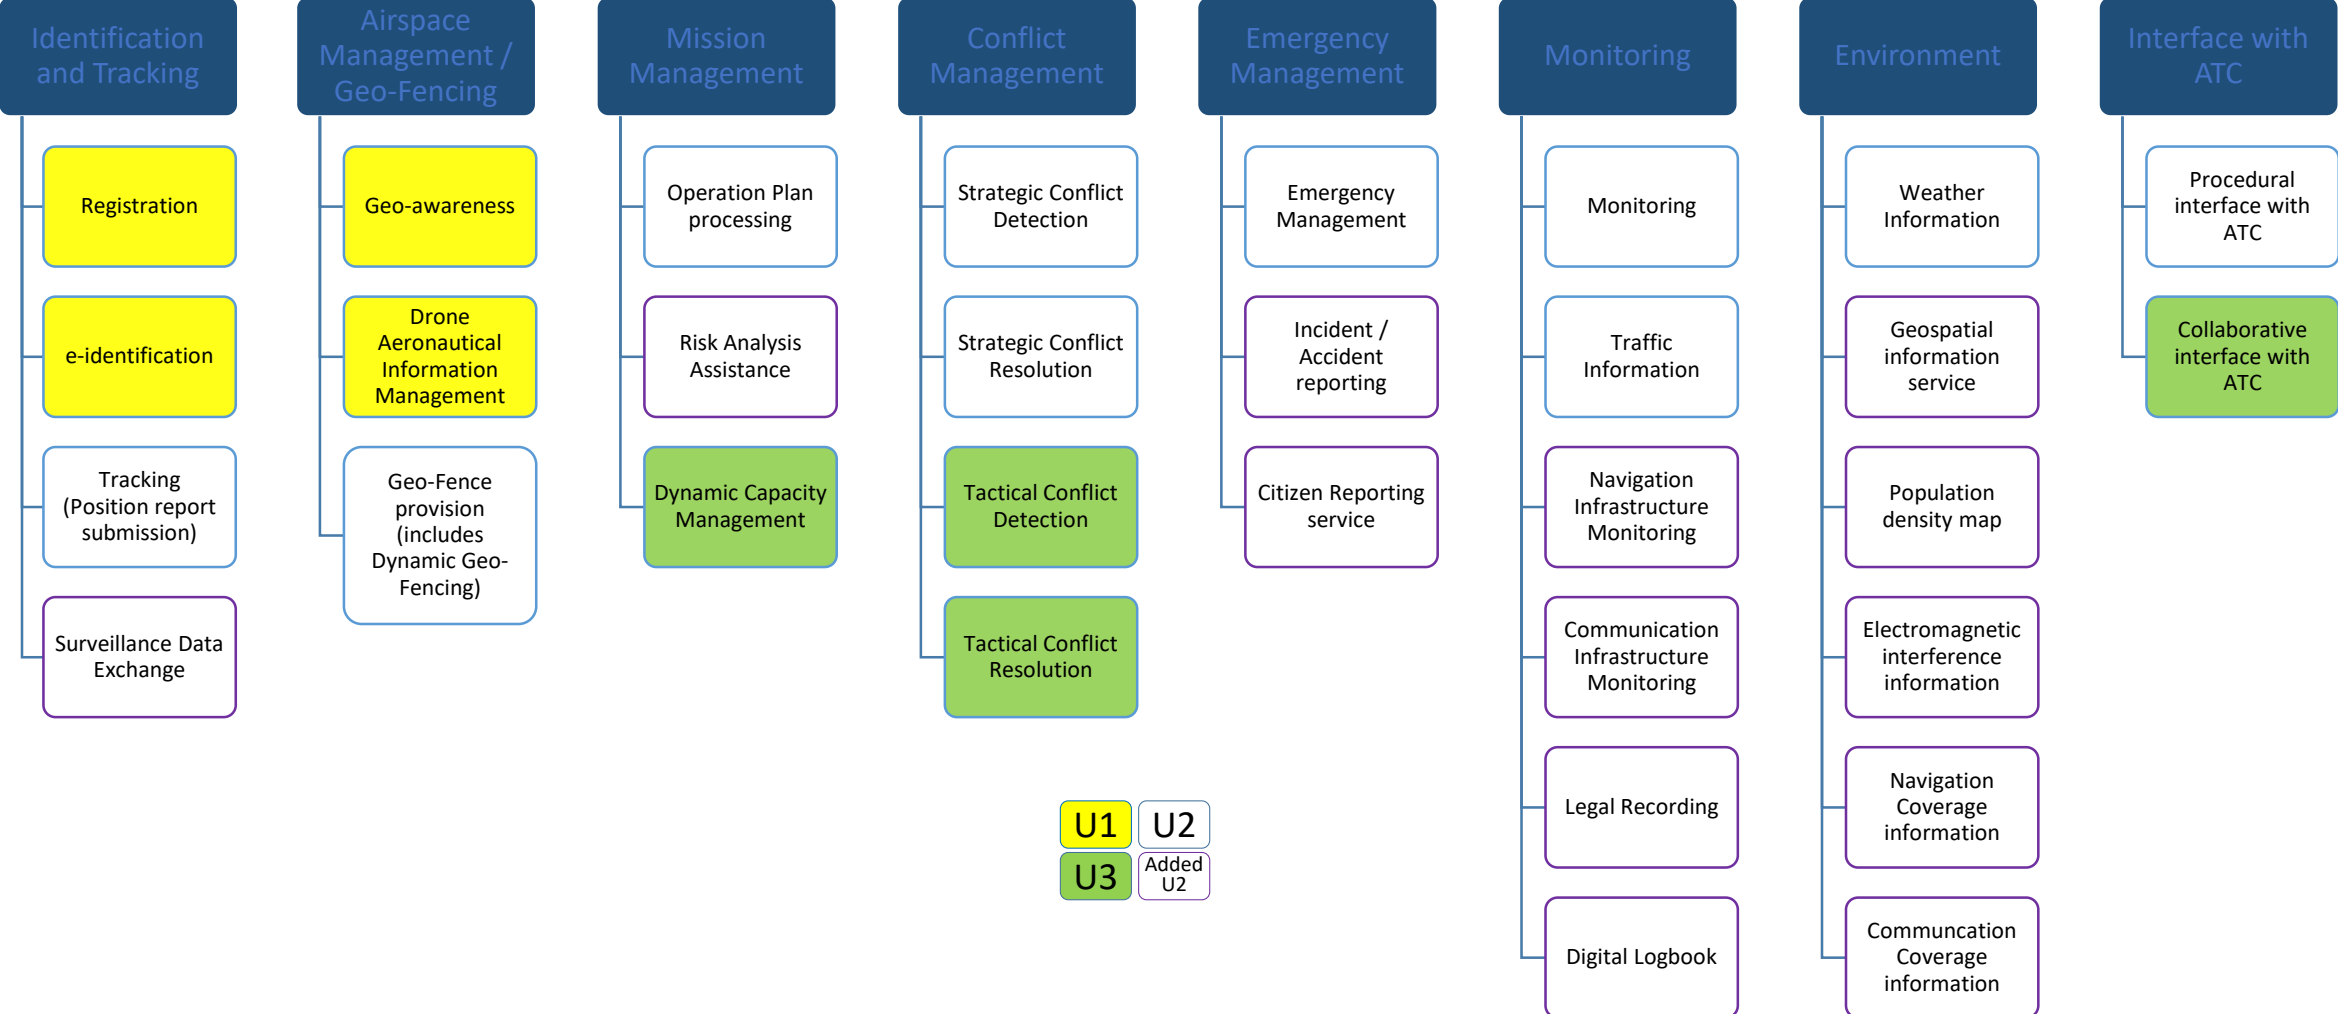 Identification
and Tracking
Registration
e-identification
Tracking
(Position report
submission)
Surveillance Data
Exchange
Airspace
Management /
Geo-Fencing
Geo-awareness
Drone
Aeronautical
Information
Management
Geo-Fence
provision
(includes
Dynamic Geo-
Fencing)
Mission
Management
Operation Plan
processing
Risk Analysis
Assistance
Dynamic Capacity
Management
Conflict
Management
Strategic Conflict
Detection
Strategic Conflict
Resolution
Tactical Conflict
Detection
Tactical Conflict
Resolution
Emergency
Management
Emergency
Management
Incident /
Accident
reporting
Citizen Reporting
service
Monitoring
Monitoring
Traffic
Information
Navigation
Infrastructure
Monitoring
Communication
Infrastructure
Monitoring
Legal Recording
Digital Logbook
Environment
Weather
Information
Geospatial
information
service
Population
density map
Electromagnetic
interference
information
Navigation
Coverage
information
Communcation
Coverage
information
Interface with
ATC
Procedural
interface with
ATC
Collaborative
interface with
ATC
U1
U2
U3
Added
U2